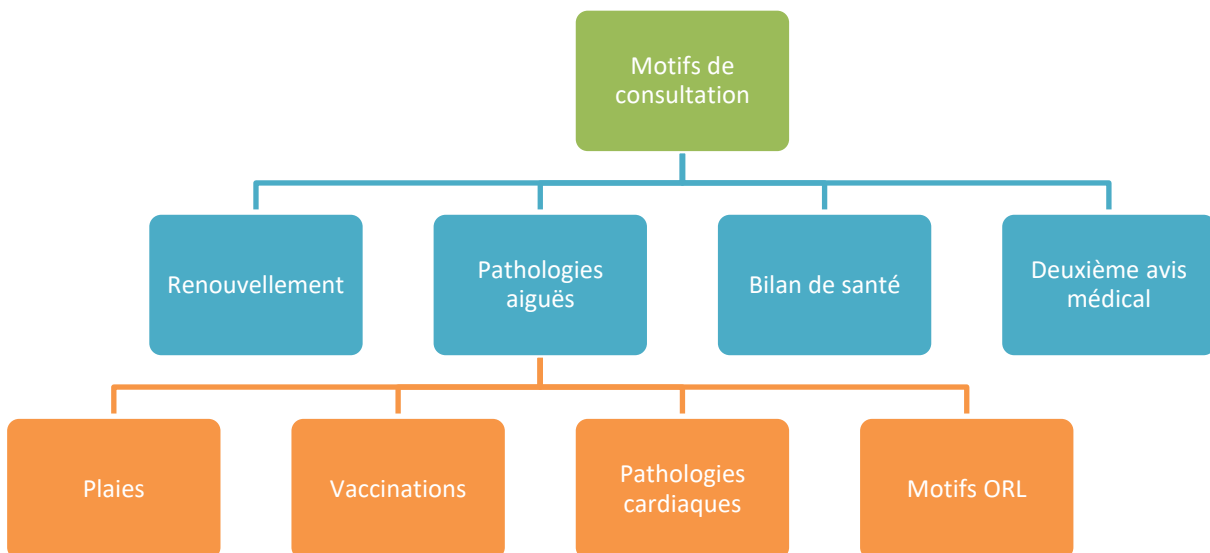 Motifs de
consultation
Renouvellement
Pathologies
aiguës
Bilan de santé
Deuxième avis
médical
Plaies
Vaccinations
Pathologies
cardiaques
Motifs ORL